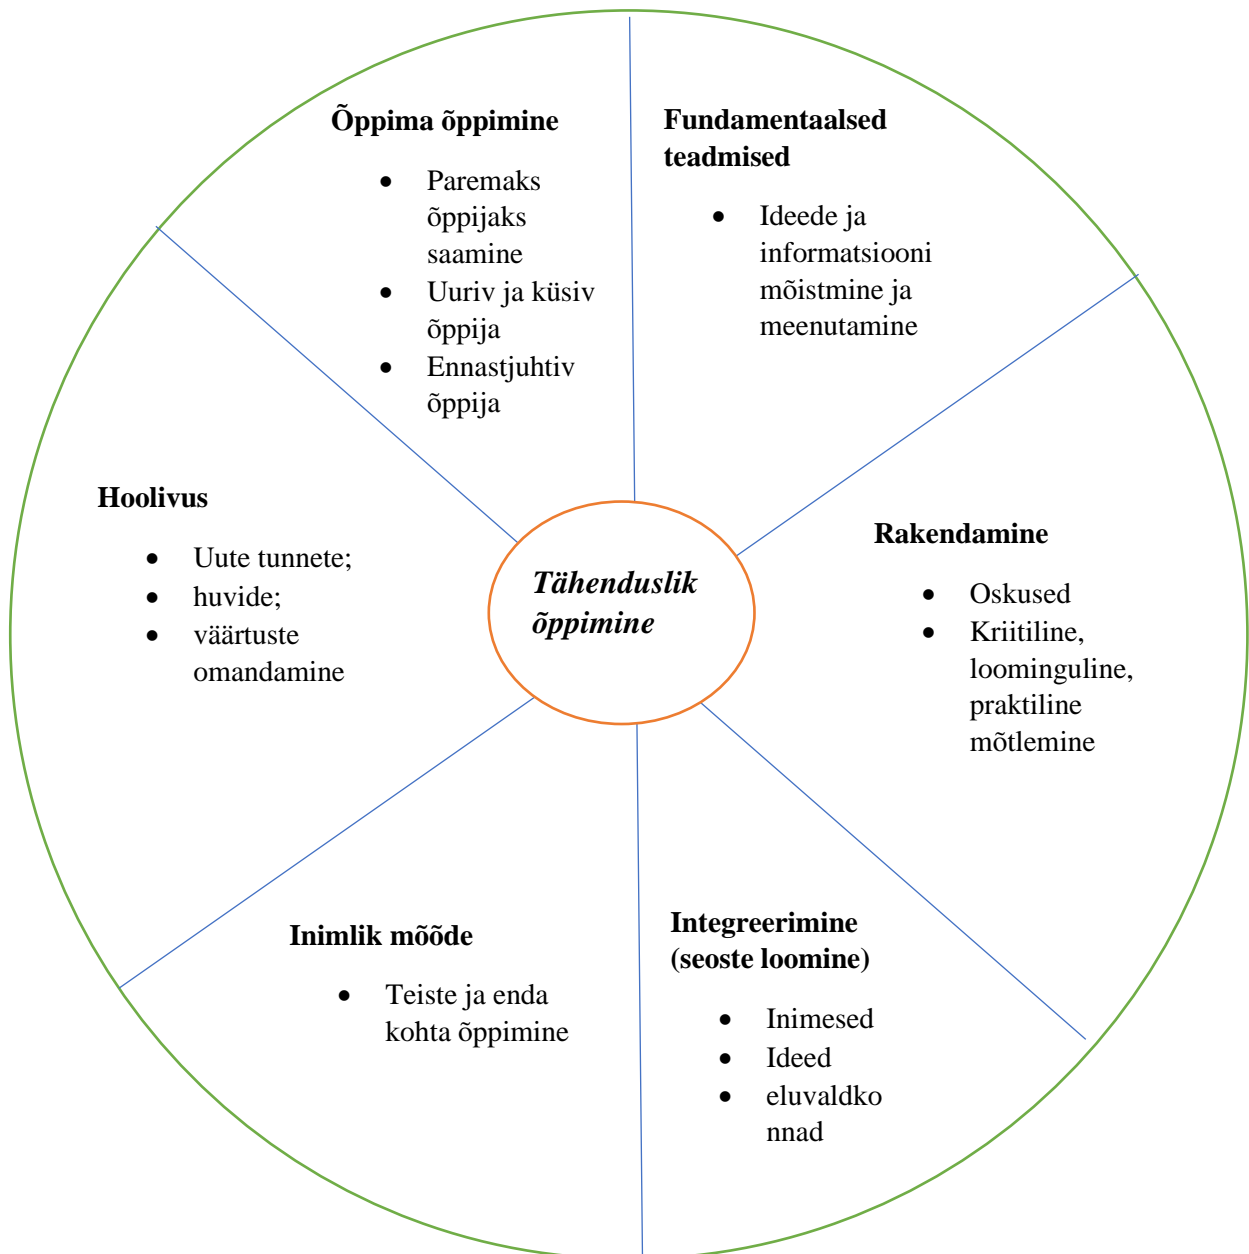 Õppima õppimine
• Paremaks
õppijaks
saamine
• Uuriv ja küsiv
õppija
• Ennastjuhtiv
õppija
Fundamentaalsed
teadmised
• Ideede ja
informatsiooni
mõistmine ja
meenutamine
Hoolivus
• Uute tunnete;
• huvide;
• väärtuste
omandamine
Tähenduslik
õppimine
Rakendamine
• Oskused
• Kriitiline,
loominguline,
praktiline
mõtlemine
Inimlik mõõde
• Teiste ja enda
kohta õppimine
Integreerimine
(seoste loomine)
• Inimesed
• Ideed
• eluvaldko
nnad